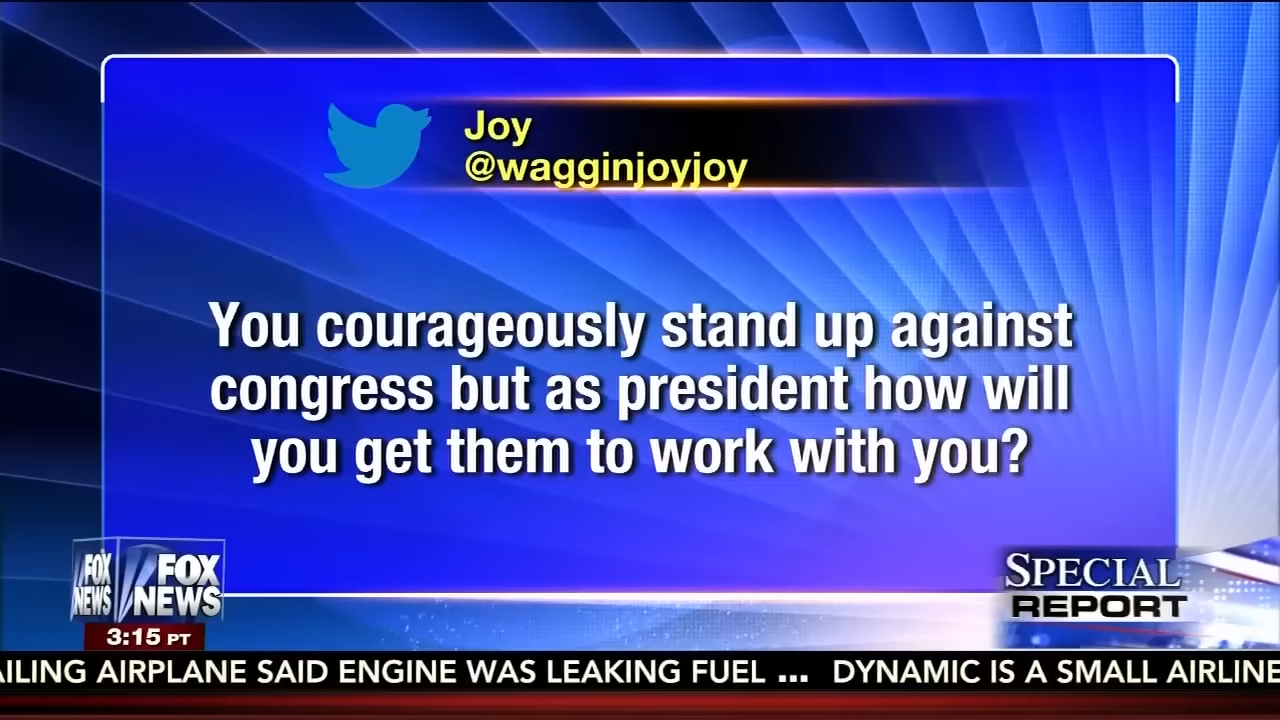 Joy
@wagginjoyjoy
You courageously stand up against
congress but as president how will
you get them to work with you?
FOX
NEWS
FOX
NEWS
SPECIAL
REPORT
3:15 PT
AILING AIRPLANE SAID ENGINE WAS LEAKING FUEL ... DYNAMIC IS A SMALL AIRLINE